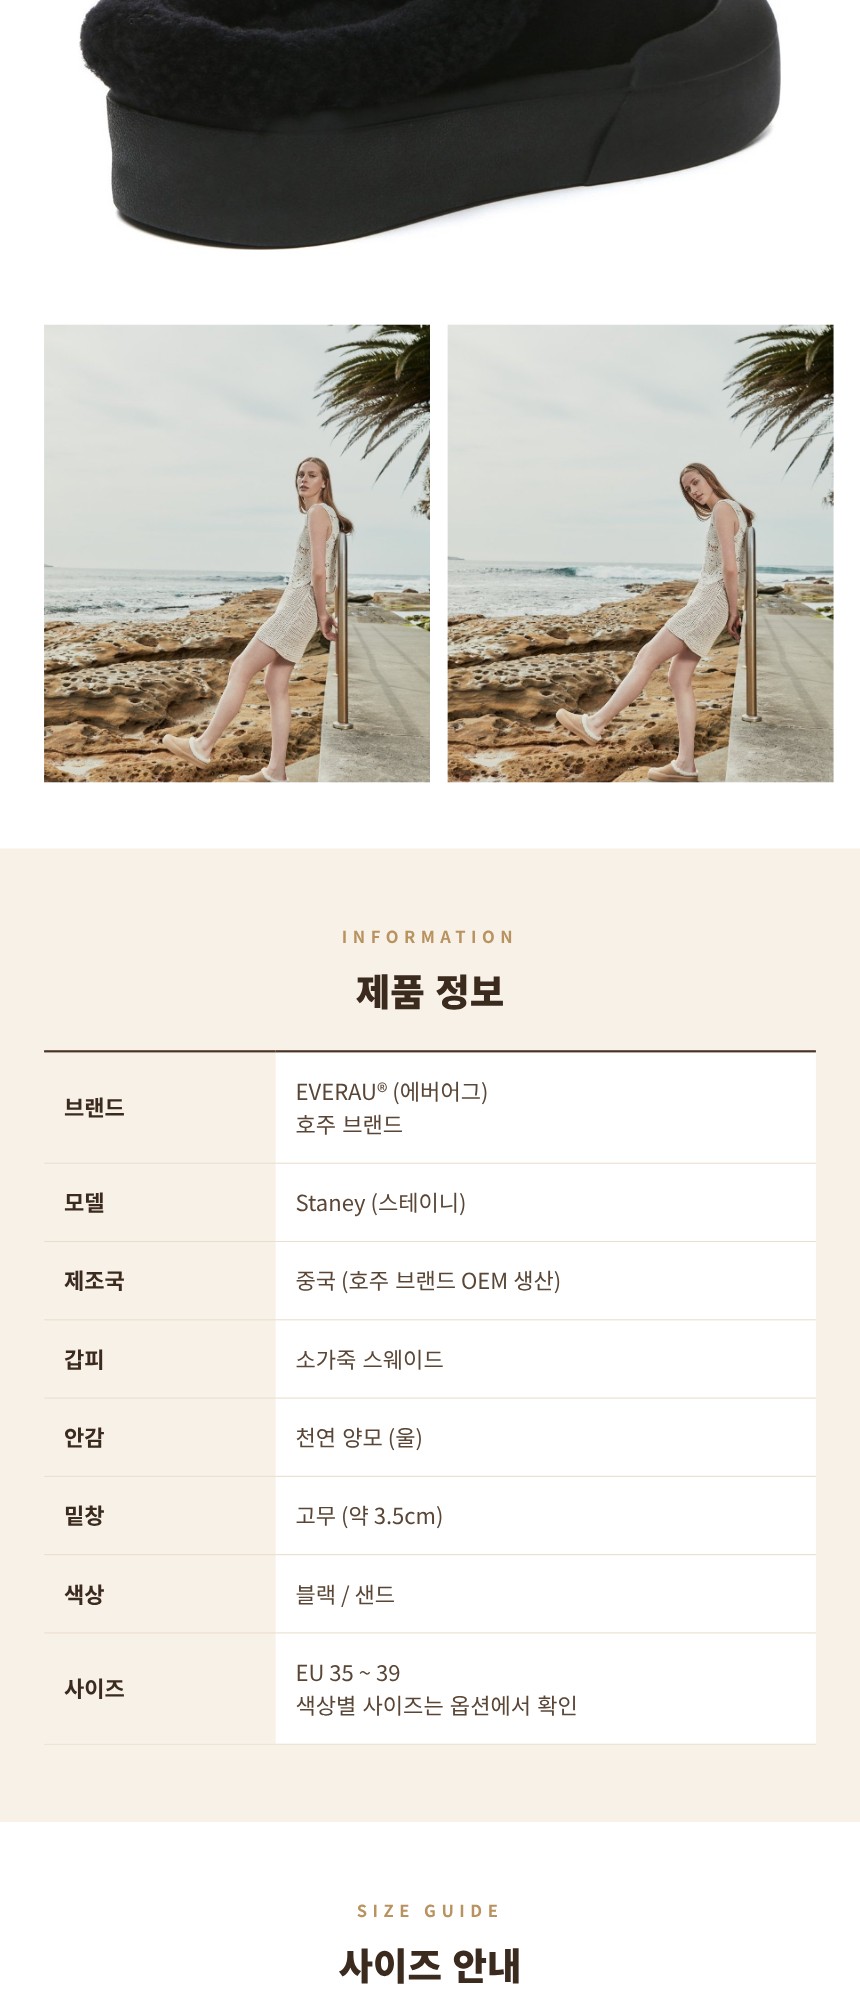 INFORMATION
제품 정보
브랜드
EVERAU® (에버어그)
호주 브랜드
모델
Staney (스테이니)
제조국
중국 (호주 브랜드 OEM 생산)
갑피
소가죽 스웨이드
안감
천연 양모 (울)
밑창
고무 (약 3.5cm)
색상
블랙 / 샌드
사이즈
EU 35 ~ 39
색상별 사이즈는 옵션에서 확인
SIZE GUIDE
사이즈 안내